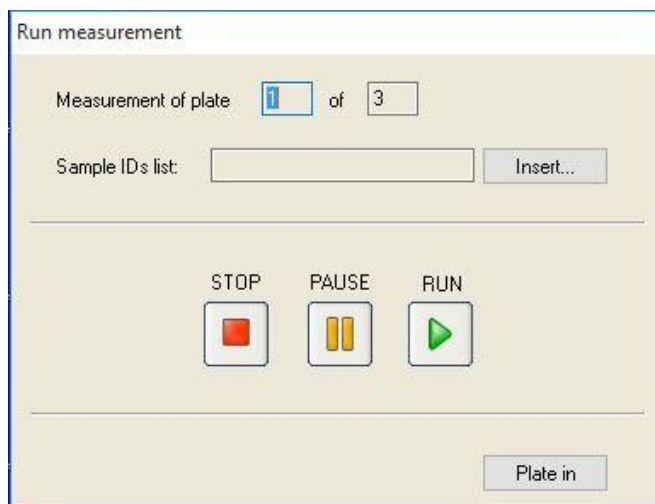 Run measurement
Measurement of plate 1 of 3
Sample IDs list: Insert...
STOP PAUSE RUN
Plate in